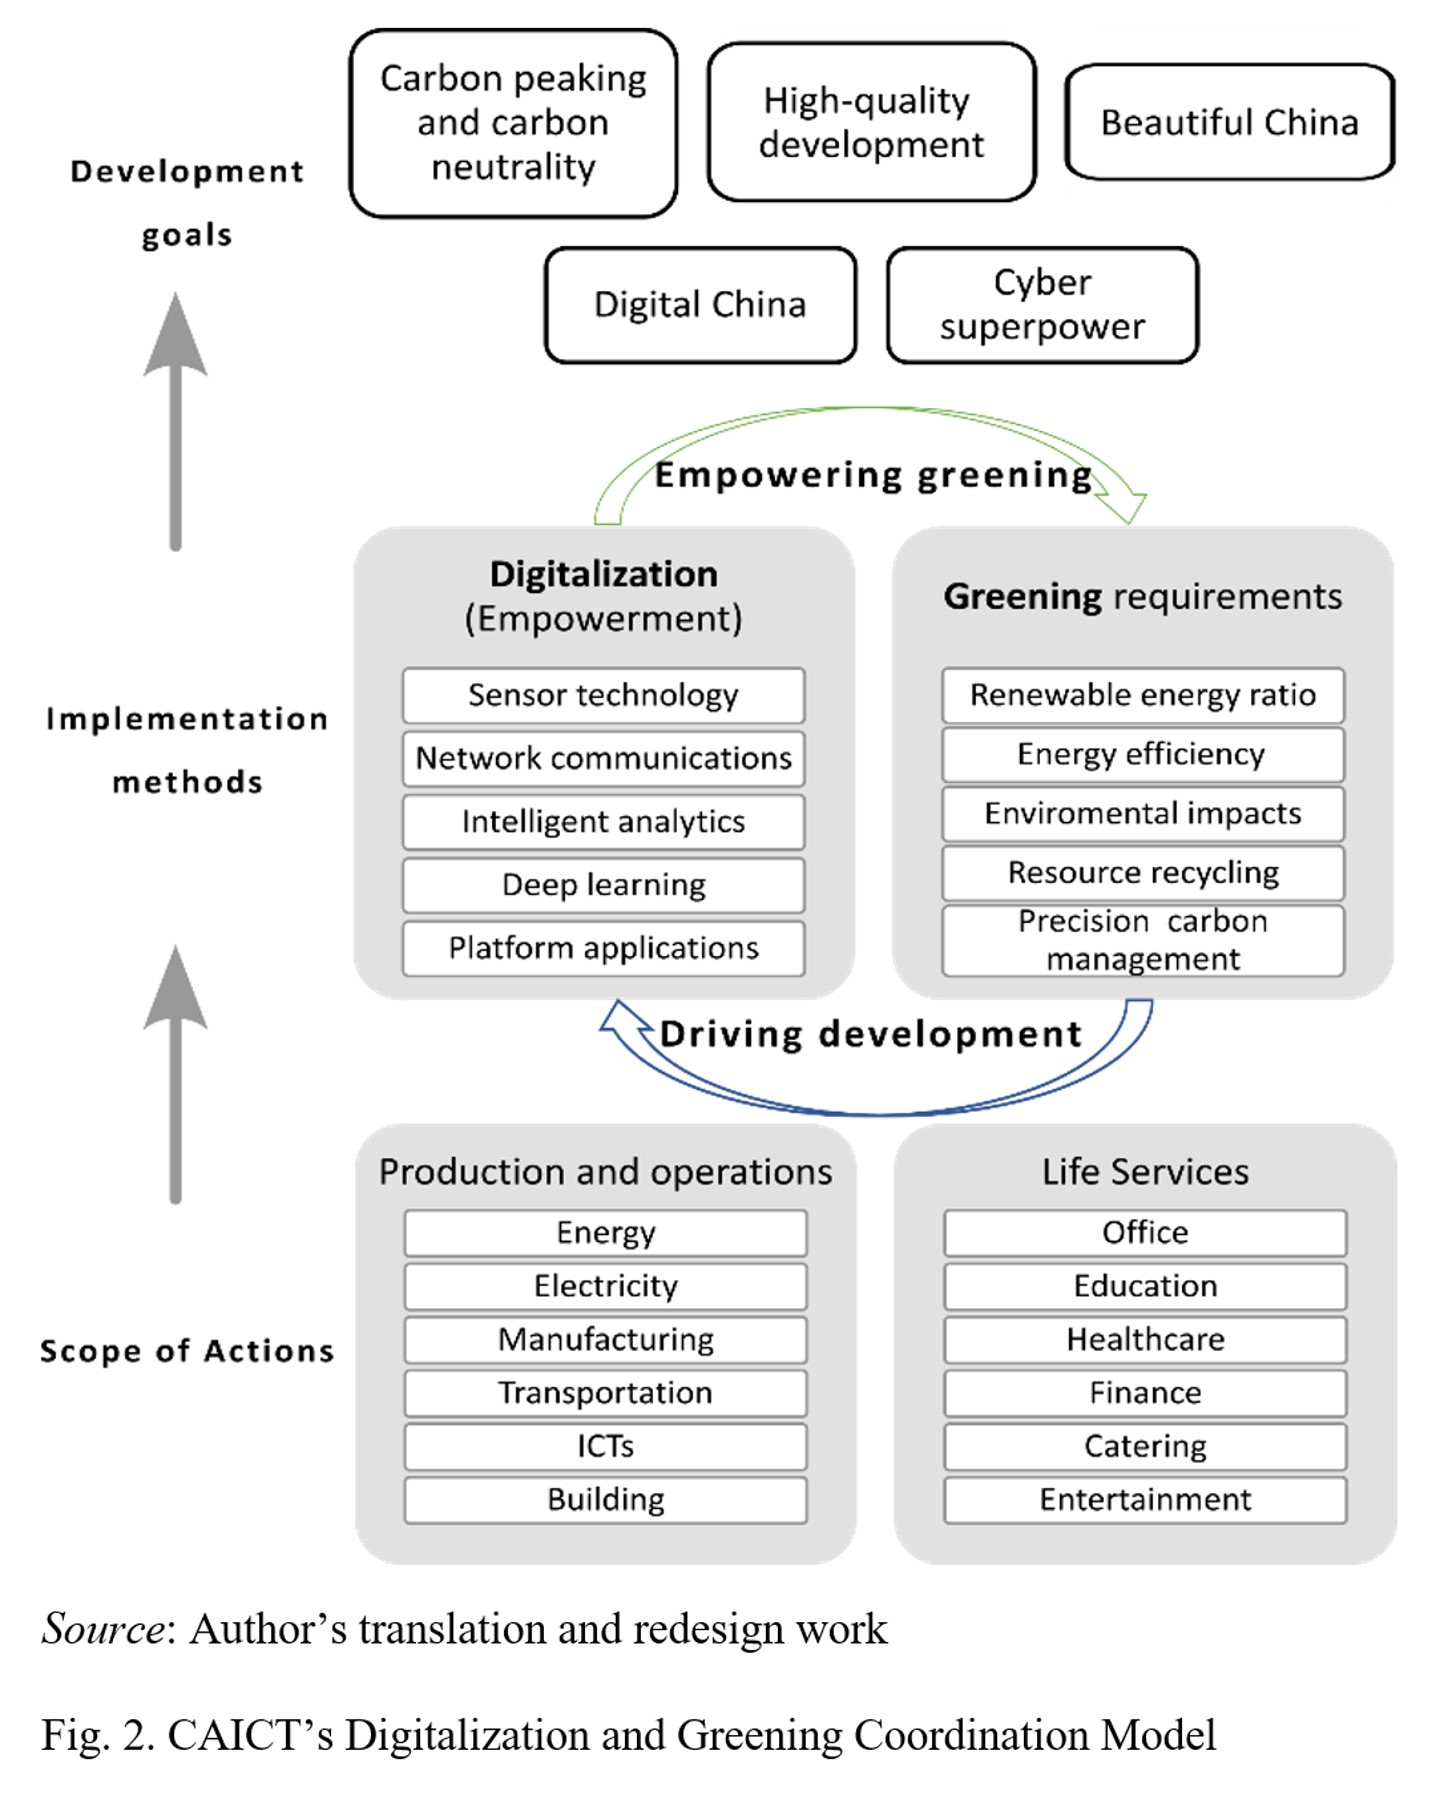 Carbon peaking
and carbon
neutrality
High-quality
development
Beautiful China
Development
goals
Digital China
Cyber
superpower
Empowering greening
Digitalization
(Empowerment)
Sensor technology
Network communications
Intelligent analytics
Deep learning
Platform applications
Greening requirements
Renewable energy ratio
Energy efficiency
Enviromental impacts
Resource recycling
Precision carbon
management
Implementation
methods
Driving development
Production and operations
Energy
Electricity
Manufacturing
Transportation
ICTs
Building
Life Services
Office
Education
Healthcare
Finance
Catering
Entertainment
Scope of Actions
Source: Author’s translation and redesign work
Fig. 2. CAICT’s Digitalization and Greening Coordination Model